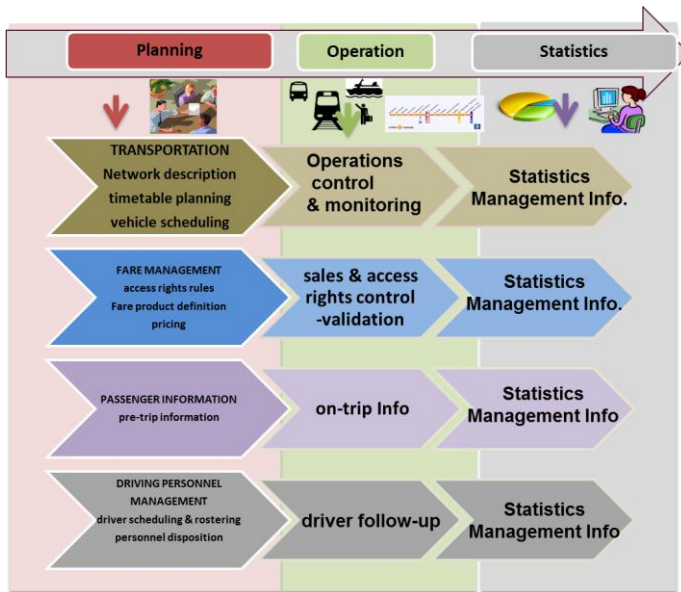 Planning
Operation
Statistics
TRANSPORTATION
Network description
timetable planning
vehicle scheduling
Operations
control
& monitoring
Statistics
Management Info.
FARE MANAGEMENT
access rights rules
Fare product definition
pricing
sales & access
rights control
-validation
Statistics
Management Info.
PASSENGER INFORMATION
pre-trip information
on-trip Info
Statistics
Management Info
DRIVING PERSONNEL
MANAGEMENT
driver scheduling & rostering
personnel disposition
driver follow-up
Statistics
Management Info